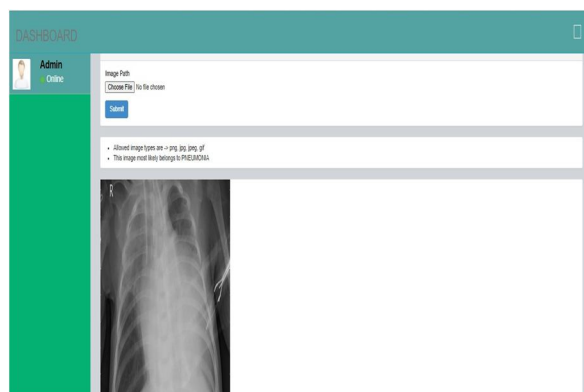 DASHBOARD
Admin
Online
Image Path
Choose File No file chosen
Submit
Allowed image types are -> png, jpg, jpeg, gif
This image most likely belongs to PNEUMONIA
R